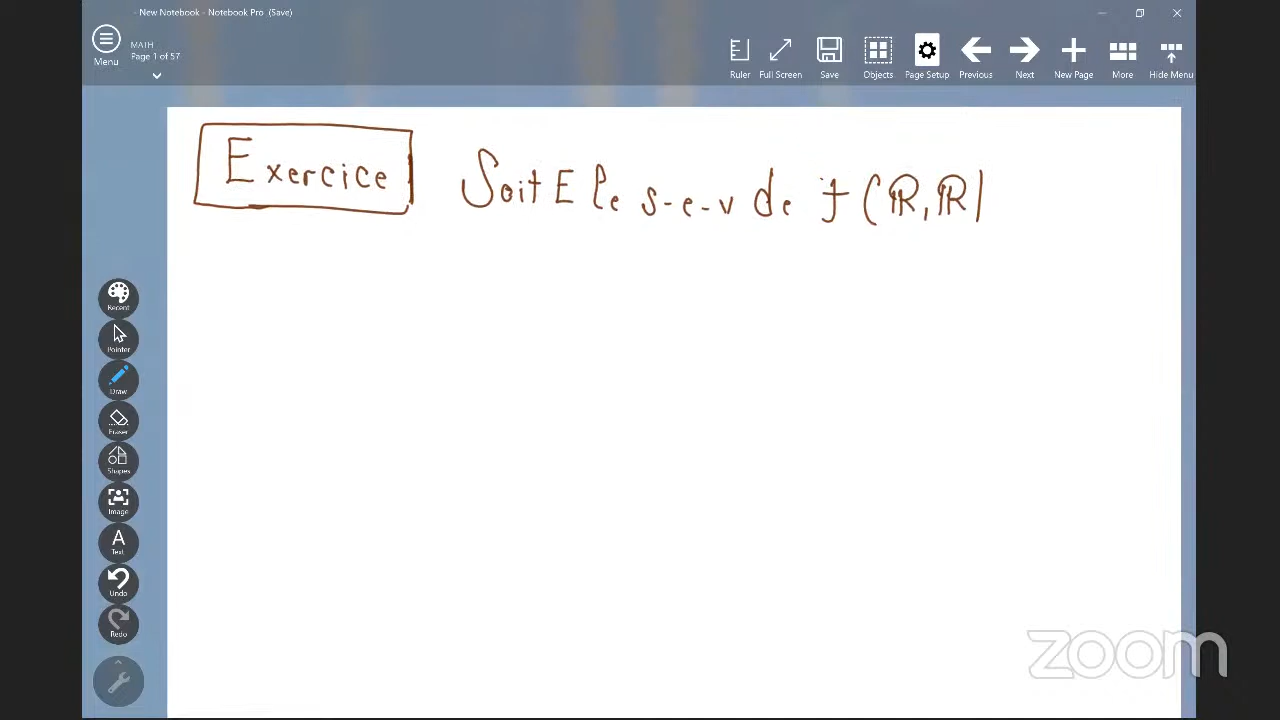 - New Notebook - Notebook Pro (Save)
Menu
MATH
Page 1 of 57
Ruler
Full Screen
Save
Objects
Page Setup
Previous
Next
New Page
More
Hide Menu
Exercice
Soit E le s-e-v de F(ℝ,ℝ)
Recent
Pointer
Draw
Eraser
Shapes
Image
A
Text
Undo
Redo
zoom